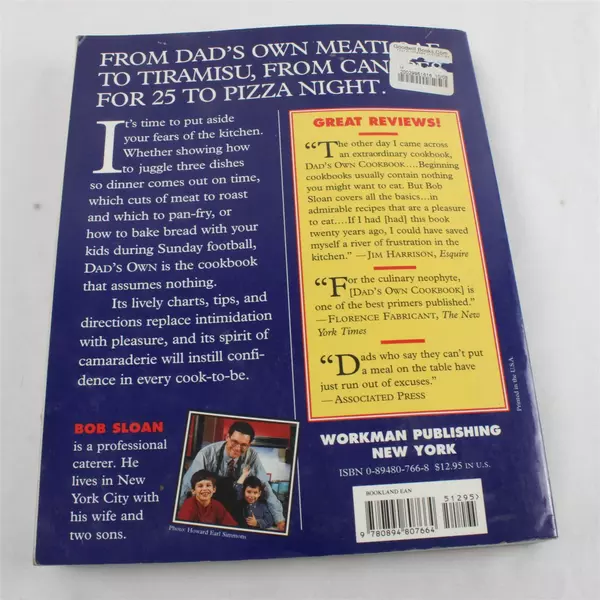 FROM DAD'S OWN MEATL
TO TIRAMISU, FROM CAN
FOR 25 TO PIZZA NIGHT.
It's time to put aside
your fears of the kitchen.
Whether showing how
to juggle three dishes
so dinner comes out on time,
which cuts of meat to roast
and which to pan-fry, or
how to bake bread with your
kids during Sunday football,
DAD'S OWN is the cookbook
that assumes nothing.
Its lively charts, tips, and
directions replace intimidation
with pleasure, and its spirit of
camaraderie will instill confi-
dence in every cook-to-be.
GREAT REVIEWS!
“The other day I came across
an extraordinary cookbook,
DAD'S OWN COOKBOOK....Beginning
cookbooks usually contain nothing
you might want to eat. But Bob
Sloan covers all the basics...in
admirable recipes that are a pleasure
to eat....If I had [had] this book
twenty years ago, I could have saved
myself a river of frustration in the
kitchen.” —JIM HARRISON, Esquire
“For the culinary neophyte,
[DAD'S OWN COOKBOOK] is
one of the best primers published.”
—FLORENCE FABRICANT, The New
York Times
“Dads who say they can't put
a meal on the table have
just run out of excuses.”
—ASSOCIATED PRESS
Printed in the U.S.A
BOB SLOAN
is a professional
caterer. He
lives in New
York City with
his wife and
two sons.
Photo: Howard Earl Simmons
WORKMAN PUBLISHING
NEW YORK
ISBN 0-89480-766-8 $12.95 IN U.S.
BOOKLAND EAN
51295>
9 780894 807664